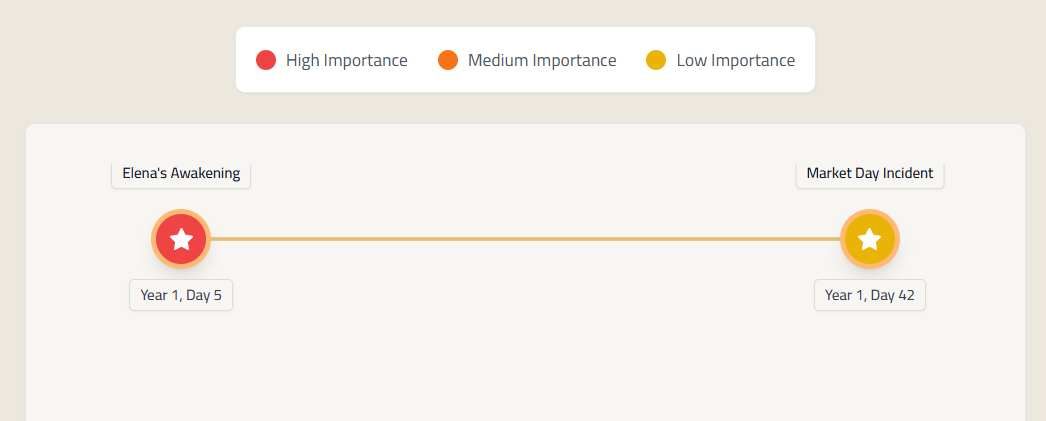 High Importance
Medium Importance
Low Importance
Elena's Awakening
Market Day Incident
Year 1, Day 5
Year 1, Day 42